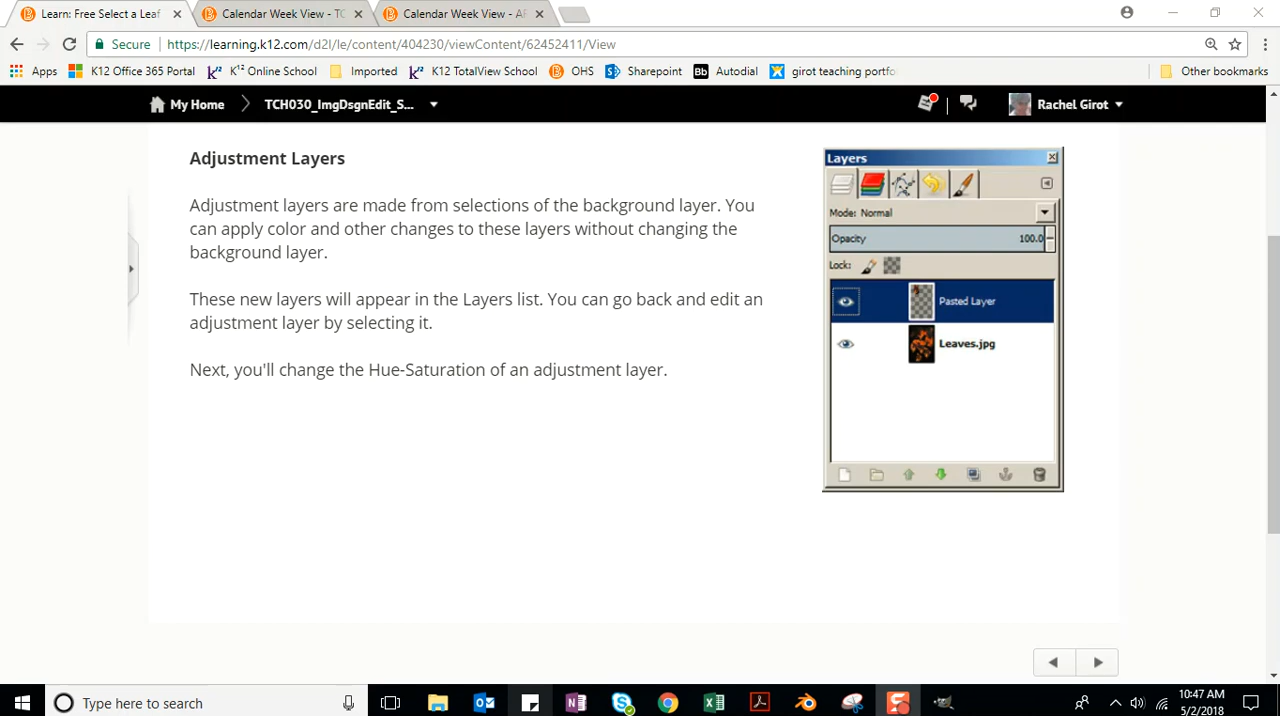 Learn: Free Select a Leaf
Calendar Week View - TC
Calendar Week View - AF
Secure
https://learning.k12.com/d2l/le/content/404230/viewContent/62452411/View
Apps
K12 Office 365 Portal
K¹² Online School
Imported
K12 TotalView School
OHS
Sharepoint
Bb Autodial
girot teaching portfo
Other bookmarks
My Home
TCH030_ImgDsgnEdit_S...
Rachel Girot
Adjustment Layers
Adjustment layers are made from selections of the background layer. You
can apply color and other changes to these layers without changing the
background layer.
These new layers will appear in the Layers list. You can go back and edit an
adjustment layer by selecting it.
Next, you'll change the Hue-Saturation of an adjustment layer.
Layers
Mode: Normal
Opacity 100.0
Lock:
Pasted Layer
Leaves.jpg
Type here to search
10:47 AM
5/2/2018